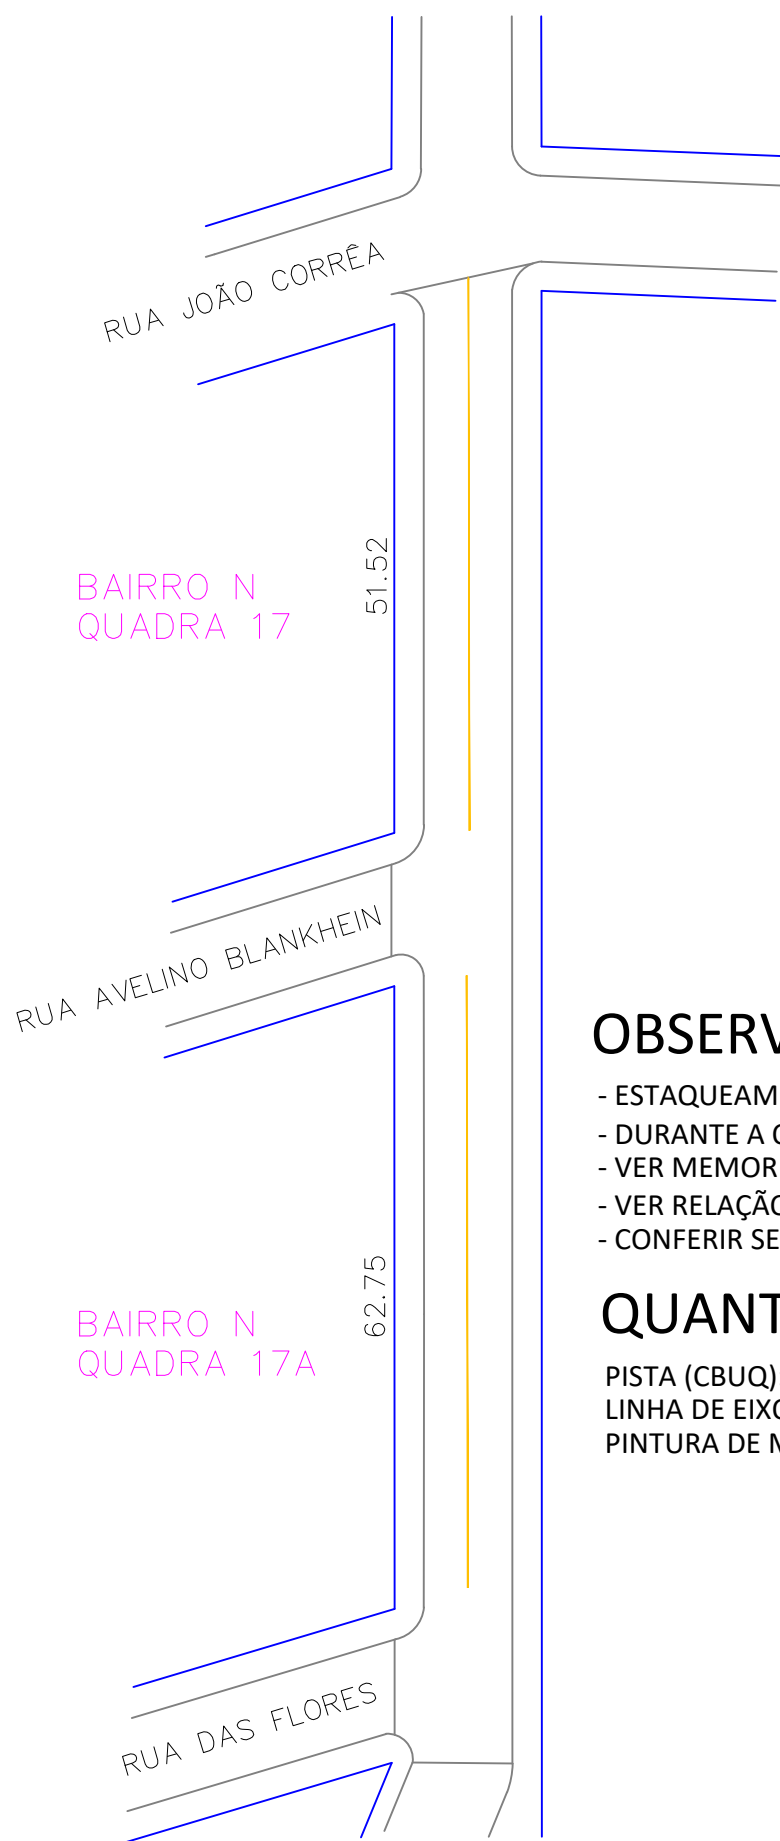 RUA JOÃO CORRÊA
51.52
BAIRRO N
QUADRA 17
RUA AVELINO BLANKHEIN
OBSERV
- ESTAQUEAM
- DURANTE A
- VER MEMOR
- VER RELAÇÃO
- CONFERIR SE
62.75
BAIRRO N
QUADRA 17A
QUANT
PISTA (CBUQ)
LINHA DE EIXO
PINTURA DE
RUA DAS FLORES